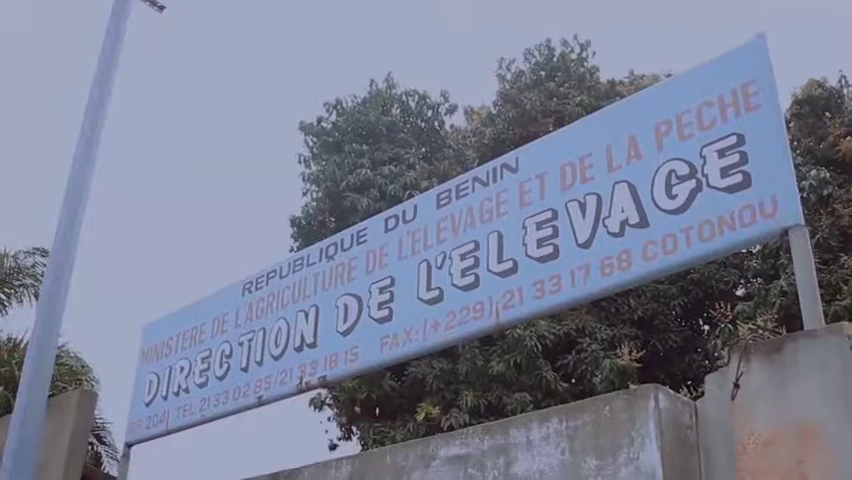 REPUBLIQUE DU BENIN
MINISTERE DE L'AGRICULTURE DE L'ELEVAGE ET DE LA PECHE
DIRECTION DE L'ELEVAGE
2041 TEL: 21 33 02 85 / 21 33 18 15 FAX: (+229) 21 33 17 68 COTONOU